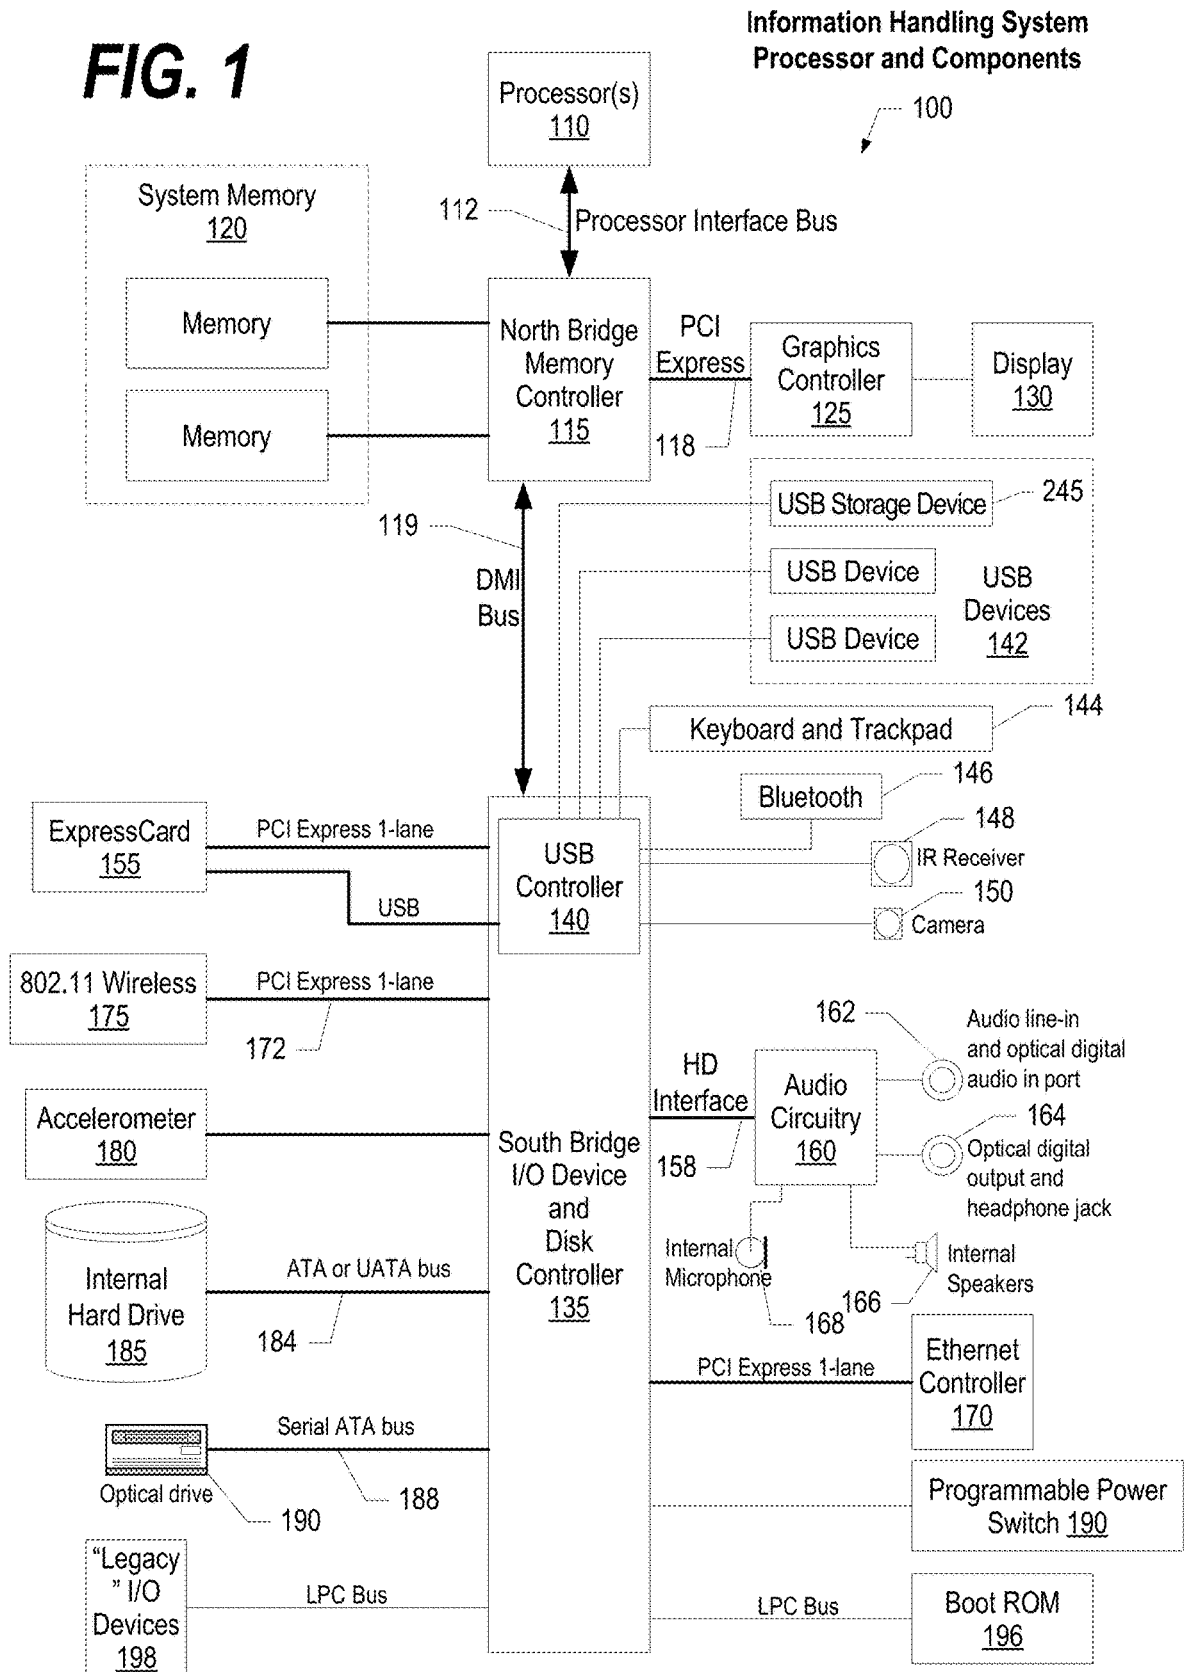 FIG. 1
Information Handling System
Processor and Components
100
Processor(s)
110
112
Processor Interface Bus
System Memory
120
Memory
Memory
North Bridge
Memory
Controller
115
PCI
Express
118
Graphics
Controller
125
Display
130
119
DMI
Bus
USB Storage Device
245
USB Device
USB Device
USB
Devices
142
Keyboard and Trackpad
144
Bluetooth
146
148
IR Receiver
150
Camera
ExpressCard
155
PCI Express 1-lane
USB
USB
Controller
140
802.11 Wireless
175
PCI Express 1-lane
172
Accelerometer
180
South Bridge
I/O Device
and
Disk
Controller
135
HD
Interface
158
Audio
Circuitry
160
162
Audio line-in
and optical digital
audio in port
164
Optical digital
output and
headphone jack
Internal
Microphone
168
Internal
Speakers
166
Internal
Hard Drive
185
ATA or UATA bus
184
PCI Express 1-lane
Ethernet
Controller
170
Optical drive
190
Serial ATA bus
188
Programmable Power
Switch 190
“Legacy
” I/O
Devices
198
LPC Bus
LPC Bus
Boot ROM
196